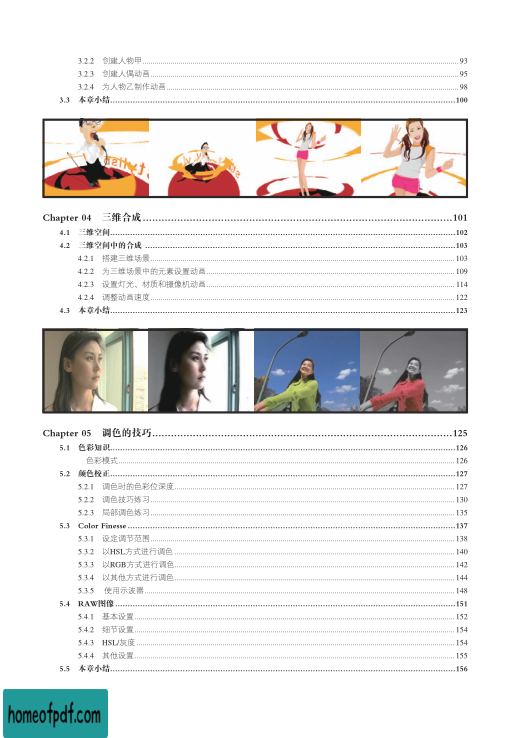 3.2.2 创建人物甲 93
3.2.3 创建人偶动画 95
3.2.4 为人物乙制作动画 98
3.3 本章小结 100
Chapter 04 三维合成 101
4.1 三维空间 102
4.2 三维空间中的合成 103
4.2.1 搭建三维场景 103
4.2.2 为三维场景中的元素设置动画 109
4.2.3 设置灯光、材质和摄像机动画 114
4.2.4 调整动画速度 122
4.3 本章小结 123
Chapter 05 调色的技巧 125
5.1 色彩知识 126
色彩模式 126
5.2 颜色校正 127
5.2.1 调色时的色彩位深度 127
5.2.2 调色技巧练习 130
5.2.3 局部调色练习 135
5.3 Color Finesse 137
5.3.1 设定调节范围 138
5.3.2 以HSL方式进行调色 140
5.3.3 以RGB方式进行调色 142
5.3.4 以其他方式进行调色 144
5.3.5 使用示波器 148
5.4 RAW图像 151
5.4.1 基本设置 152
5.4.2 细节设置 154
5.4.3 HSL/灰度 154
5.4.4 其他设置 155
5.5 本章小结 156
homeofpdf.com